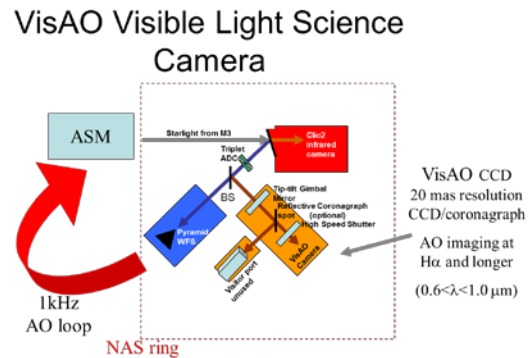 VisAO Visible Light Science
Camera
ASM
Starlight from M3
Clio2
infrared
camera
Triplet
ADC
BS
Tip-tilt Gimbal
Mirror
Reflective Coronagraph
spot (optional)
High Speed Shutter
Pyramid
WFS
VisAO
Camera
Visitor port
unused
VisAO CCD
20 mas resolution
CCD/coronagraph
AO imaging at
Hα and longer
(0.6<λ<1.0 μm)
1kHz
AO loop
NAS ring